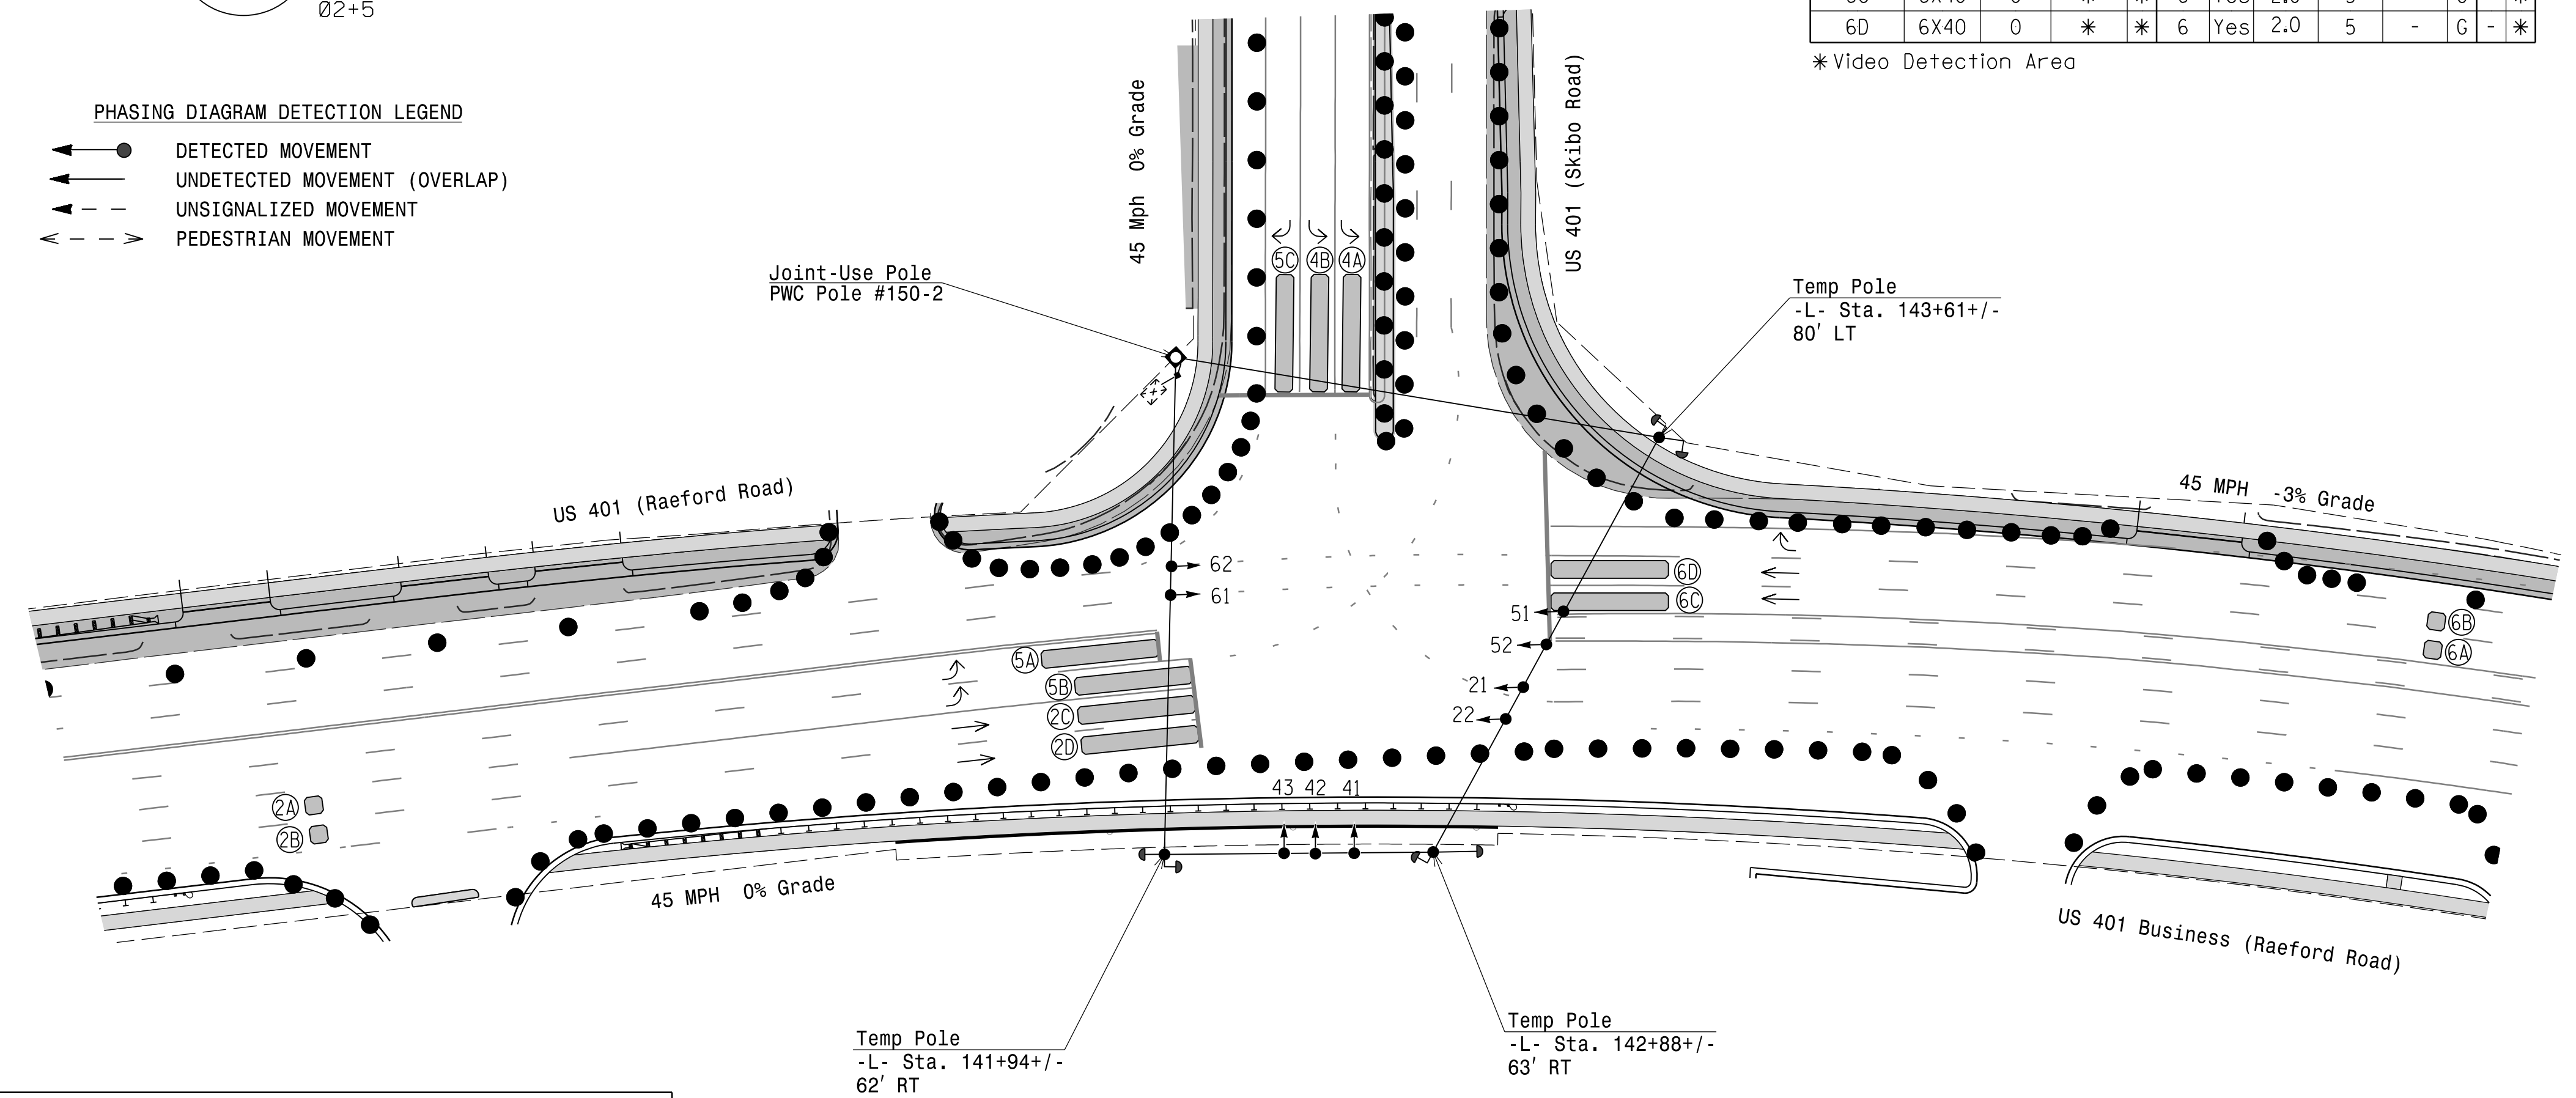 Ø2+5
6D 6X40 0 * * 6 Yes 2.0 5 - G - *
*Video Detection Area
PHASING DIAGRAM DETECTION LEGEND
DETECTED MOVEMENT
UNDETECTED MOVEMENT (OVERLAP)
UNSIGNALIZED MOVEMENT
PEDESTRIAN MOVEMENT
45 Mph 0% Grade
US 401 (Skibo Road)
5C 4B 4A
Joint-Use Pole
PWC Pole #150-2
Temp Pole
-L- Sta. 143+61+/-
80' LT
US 401 (Raeford Road)
45 MPH -3% Grade
62
61
6D
6C
51
52
21
22
6B
6A
5A
5B
2C
2D
2A
2B
43 42 41
45 MPH 0% Grade
US 401 Business (Raeford Road)
Temp Pole
-L- Sta. 141+94+/-
62' RT
Temp Pole
-L- Sta. 142+88+/-
63' RT